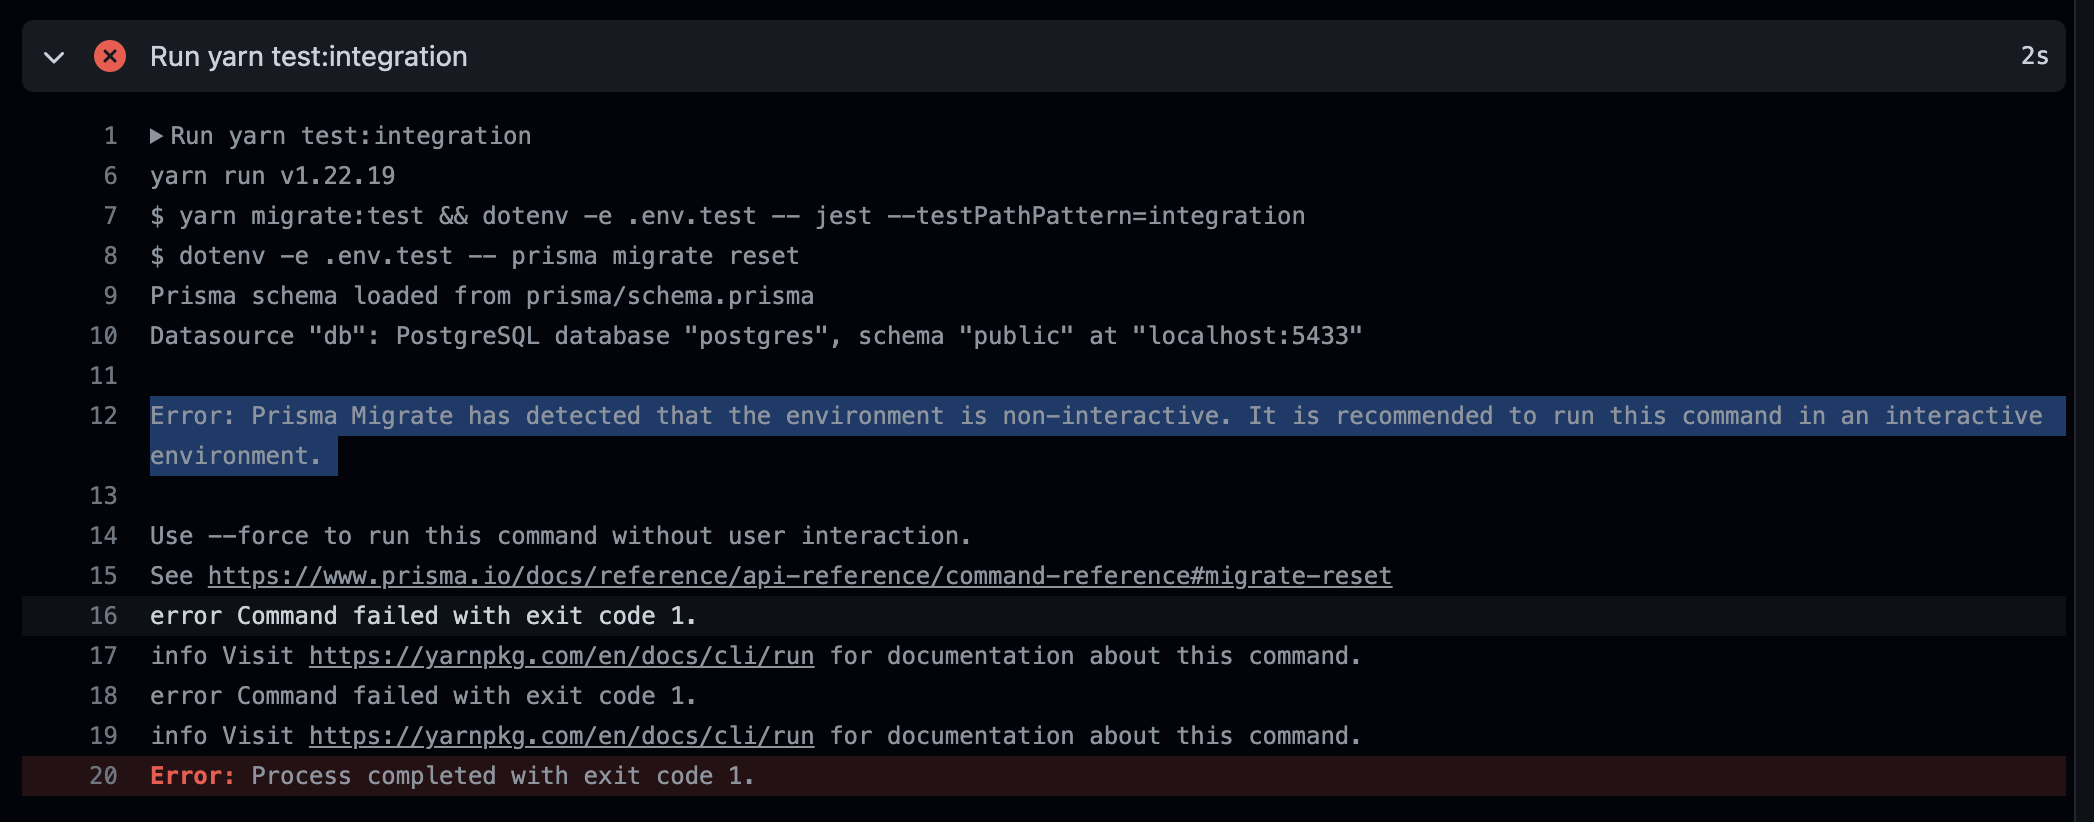 Run yarn test:integration
2s
1 ▶Run yarn test:integration
6 yarn run v1.22.19
7 $ yarn migrate:test && dotenv -e .env.test -- jest --testPathPattern=integration
8 $ dotenv -e .env.test -- prisma migrate reset
9 Prisma schema loaded from prisma/schema.prisma
10 Datasource "db": PostgreSQL database "postgres", schema "public" at "localhost:5433"
11
12 Error: Prisma Migrate has detected that the environment is non-interactive. It is recommended to run this command in an interactive
environment.
13
14 Use --force to run this command without user interaction.
15 See https://www.prisma.io/docs/reference/api-reference/command-reference#migrate-reset
16 error Command failed with exit code 1.
17 info Visit https://yarnpkg.com/en/docs/cli/run for documentation about this command.
18 error Command failed with exit code 1.
19 info Visit https://yarnpkg.com/en/docs/cli/run for documentation about this command.
20 Error: Process completed with exit code 1.